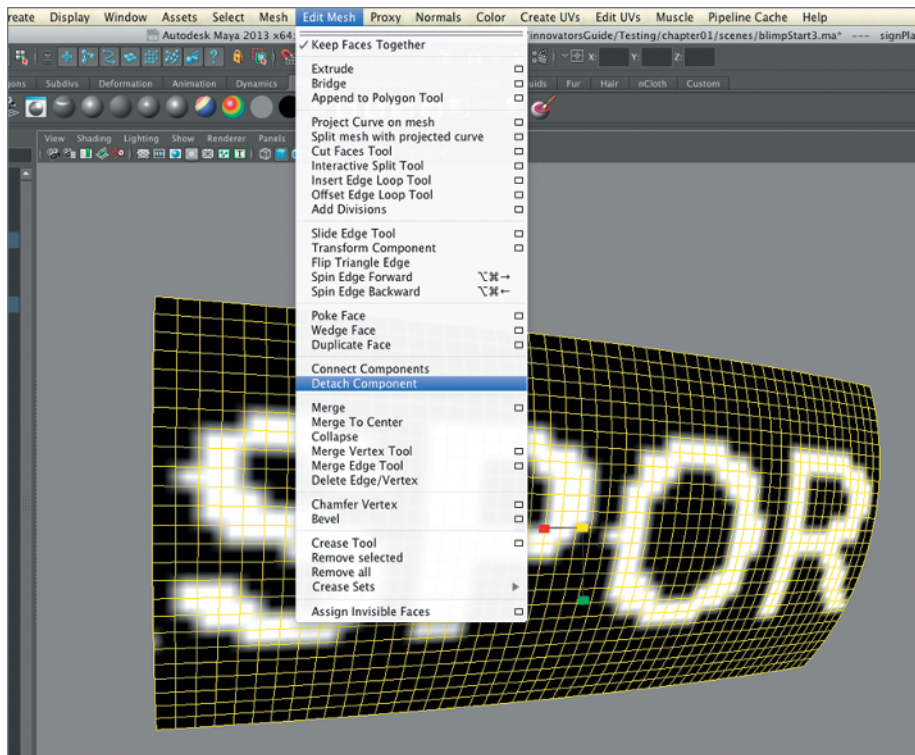 reate Display Window Assets Select Mesh Edit Mesh Proxy Normals Color Create UVs Edit UVs Muscle Pipeline Cache Help
Autodesk Maya 2013 x64: innovatorsGuide/Testing/chapter01/scenes/blimpStart3.ma* --- signPla
X: Y: Z:
gons Subdivs Deformation Animation Dynamics uids Fur Hair nCloth Custom
View Shading Lighting Show Renderer Panels
✓ Keep Faces Together
Extrude
Bridge
Append to Polygon Tool
Project Curve on mesh
Split mesh with projected curve
Cut Faces Tool
Interactive Split Tool
Insert Edge Loop Tool
Offset Edge Loop Tool
Add Divisions
Slide Edge Tool
Transform Component
Flip Triangle Edge
Spin Edge Forward ⌥⌘→
Spin Edge Backward ⌥⌘←
Poke Face
Wedge Face
Duplicate Face
Connect Components
Detach Component
Merge
Merge To Center
Collapse
Merge Vertex Tool
Merge Edge Tool
Delete Edge/Vertex
Chamfer Vertex
Bevel
Crease Tool
Remove selected
Remove all
Crease Sets
Assign Invisible Faces
SPOR